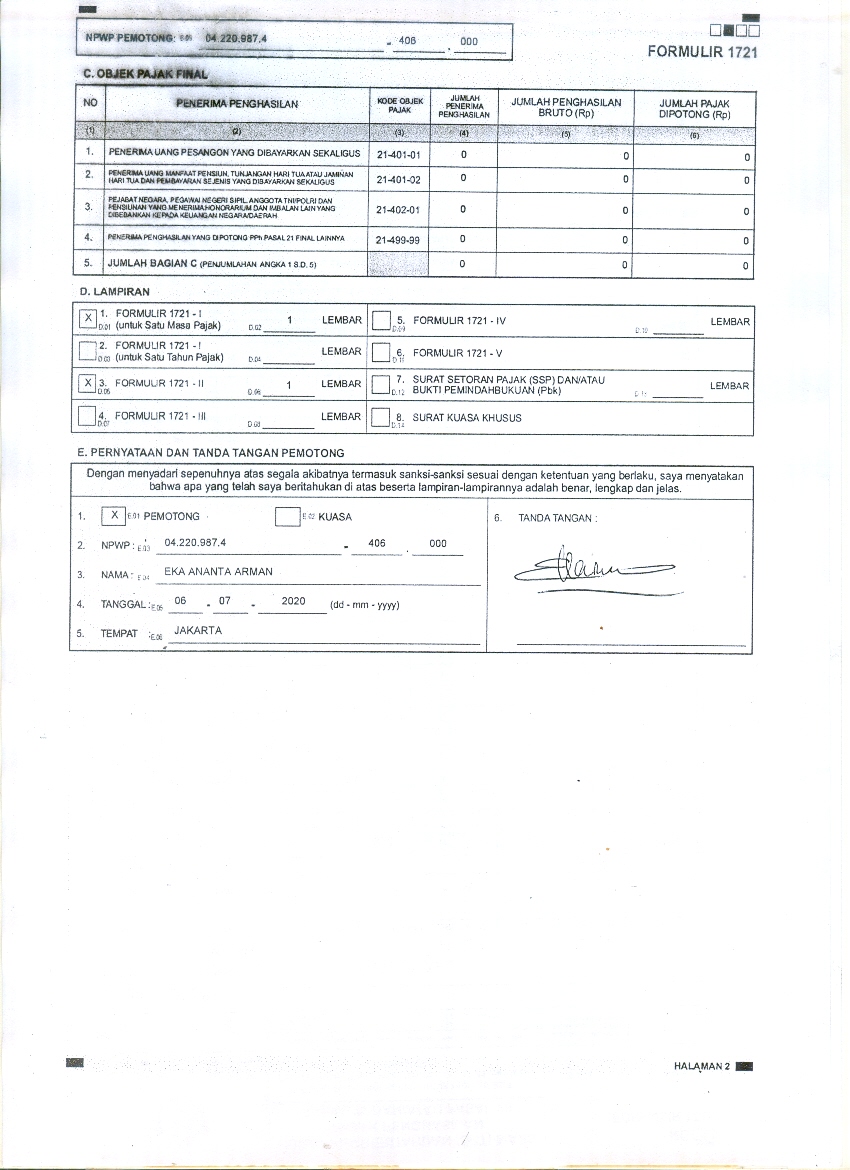 NPWP PEMOTONG: 04.220.987.4 - 406 . 000
FORMULIR 1721
C. OBJEK PAJAK FINAL
NO PENERIMA PENGHASILAN KODE OBJEK PAJAK JUMLAH PENERIMA PENGHASILAN JUMLAH PENGHASILAN BRUTO (Rp) JUMLAH PAJAK DIPOTONG (Rp)
(1) (2) (3) (4) (5) (6)
1. PENERIMA UANG PESANGON YANG DIBAYARKAN SEKALIGUS 21-401-01 0 0 0
2. PENERIMA UANG MANFAAT PENSIUN, TUNJANGAN HARI TUA ATAU JAMINAN
HARI TUA DAN PEMBAYARAN SEJENIS YANG DIBAYARKAN SEKALIGUS 21-401-02 0 0 0
3. PEJABAT NEGARA, PEGAWAI NEGERI SIPIL, ANGGOTA TNI/POLRI DAN
PENSIUNAN YANG MENERIMA HONORARIUM DAN IMBALAN LAIN YANG
DIBEBANKAN KEPADA KEUANGAN NEGARA/DAERAH 21-402-01 0 0 0
4. PENERIMA PENGHASILAN YANG DIPOTONG PPh PASAL 21 FINAL LAINNYA 21-499-99 0 0 0
5. JUMLAH BAGIAN C (PENJUMLAHAN ANGKA 1 S.D. 5) 0 0 0
D. LAMPIRAN
X D.01 1. FORMULIR 1721 - I
(untuk Satu Masa Pajak) D.02 1 LEMBAR
D.03 2. FORMULIR 1721 - I
(untuk Satu Tahun Pajak) D.04 LEMBAR
X D.05 3. FORMULIR 1721 - II D.06 1 LEMBAR
D.07 4. FORMULIR 1721 - III D.08 LEMBAR
D.09 5. FORMULIR 1721 - IV D.10 LEMBAR
D.11 6. FORMULIR 1721 - V
D.12 7. SURAT SETORAN PAJAK (SSP) DAN/ATAU
BUKTI PEMINDAHBUKUAN (Pbk) LEMBAR
D.14 8. SURAT KUASA KHUSUS
E. PERNYATAAN DAN TANDA TANGAN PEMOTONG
Dengan menyadari sepenuhnya atas segala akibatnya termasuk sanksi-sanksi sesuai dengan ketentuan yang berlaku, saya menyatakan
bahwa apa yang telah saya beritahukan di atas beserta lampiran-lampirannya adalah benar, lengkap dan jelas.
1. X E.01 PEMOTONG E.02 KUASA
2. NPWP : E.03 04.220.987.4 - 406 . 000
3. NAMA : E.04 EKA ANANTA ARMAN
4. TANGGAL : E.05 06 - 07 - 2020 (dd - mm - yyyy)
5. TEMPAT : E.06 JAKARTA
6. TANDA TANGAN :
HALAMAN 2